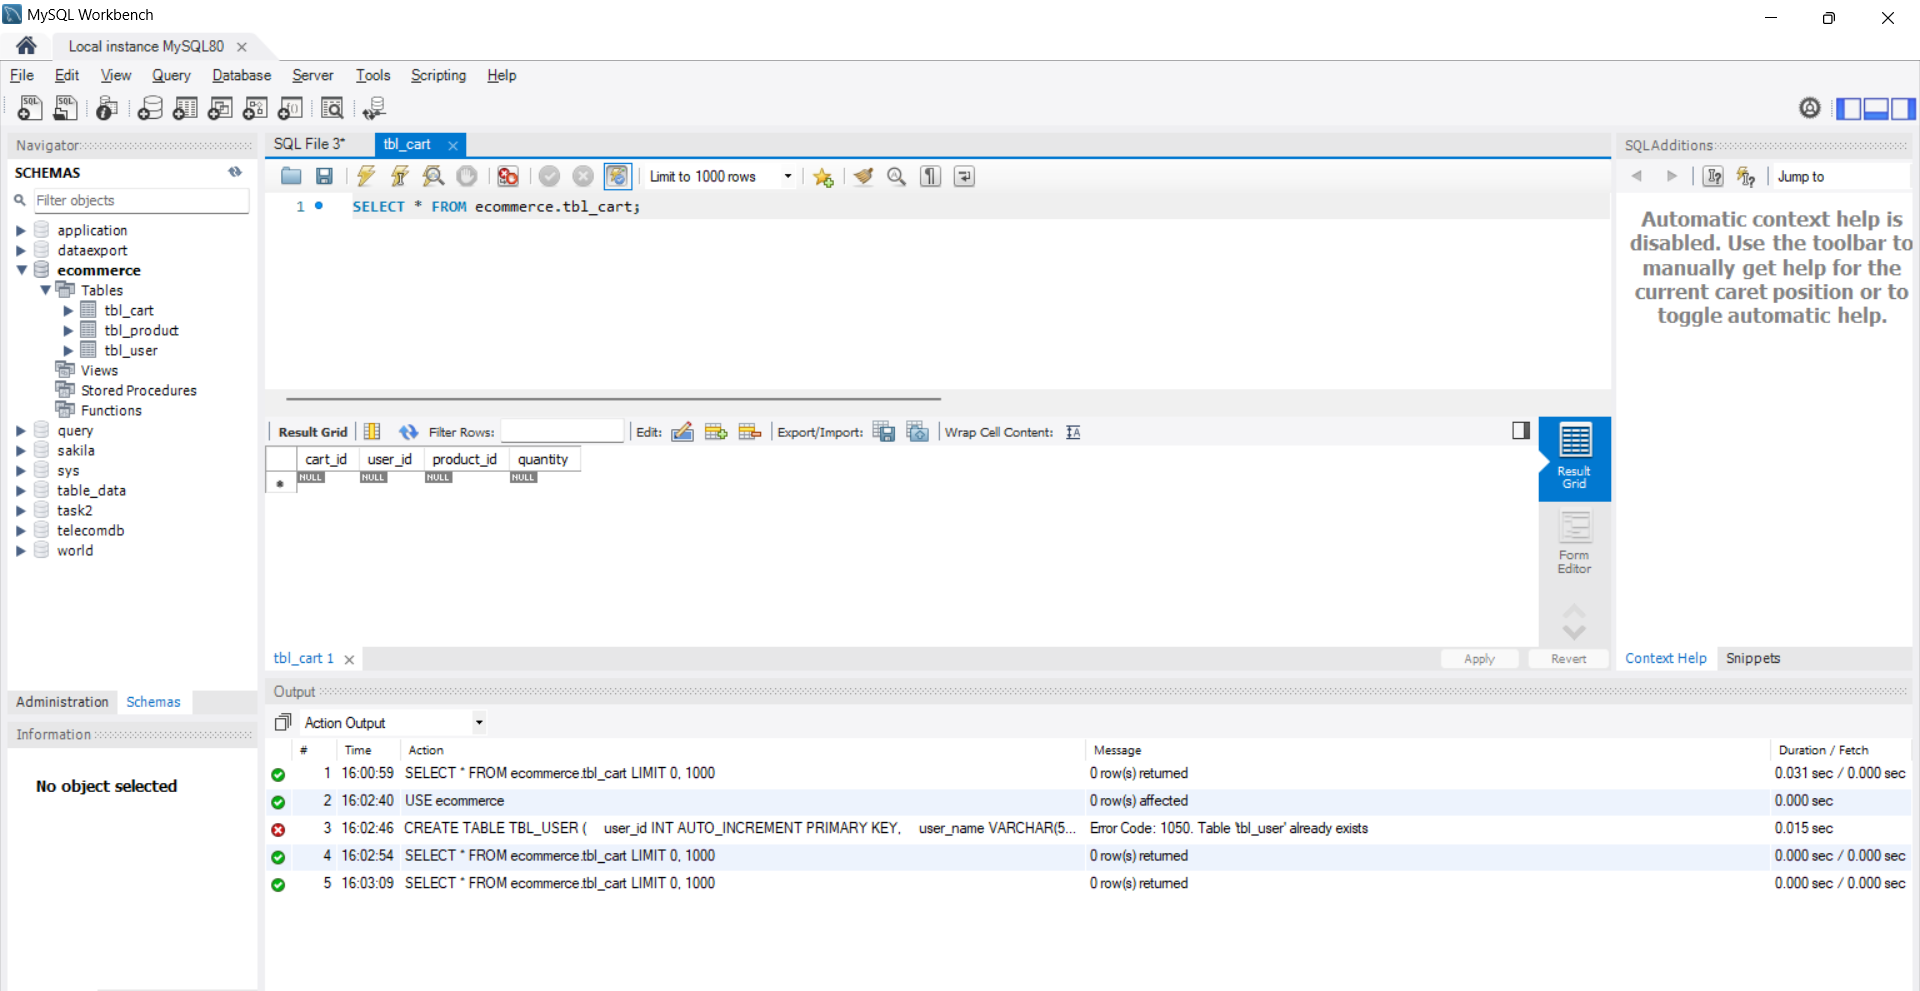 MySQL Workbench
Local instance MySQL80
File Edit View Query Database Server Tools Scripting Help
Navigator
SCHEMAS
Filter objects
application
dataexport
ecommerce
Tables
tbl_cart
tbl_product
tbl_user
Views
Stored Procedures
Functions
query
sakila
sys
table_data
task2
telecomdb
world
Administration Schemas
Information
No object selected
SQL File 3* tbl_cart
Limit to 1000 rows
1 SELECT * FROM ecommerce.tbl_cart;
Result Grid Filter Rows: Edit: Export/Import: Wrap Cell Content:
cart_id user_id product_id quantity
NULL NULL NULL NULL
Result
Grid
Form
Editor
tbl_cart 1
Apply Revert
SQLAdditions
Jump to
Automatic context help is
disabled. Use the toolbar to
manually get help for the
current caret position or to
toggle automatic help.
Context Help Snippets
Output
Action Output
# Time Action Message Duration / Fetch
1 16:00:59 SELECT * FROM ecommerce.tbl_cart LIMIT 0, 1000 0 row(s) returned 0.031 sec / 0.000 sec
2 16:02:40 USE ecommerce 0 row(s) affected 0.000 sec
3 16:02:46 CREATE TABLE TBL_USER ( user_id INT AUTO_INCREMENT PRIMARY KEY, user_name VARCHAR(5... Error Code: 1050. Table 'tbl_user' already exists 0.015 sec
4 16:02:54 SELECT * FROM ecommerce.tbl_cart LIMIT 0, 1000 0 row(s) returned 0.000 sec / 0.000 sec
5 16:03:09 SELECT * FROM ecommerce.tbl_cart LIMIT 0, 1000 0 row(s) returned 0.000 sec / 0.000 sec